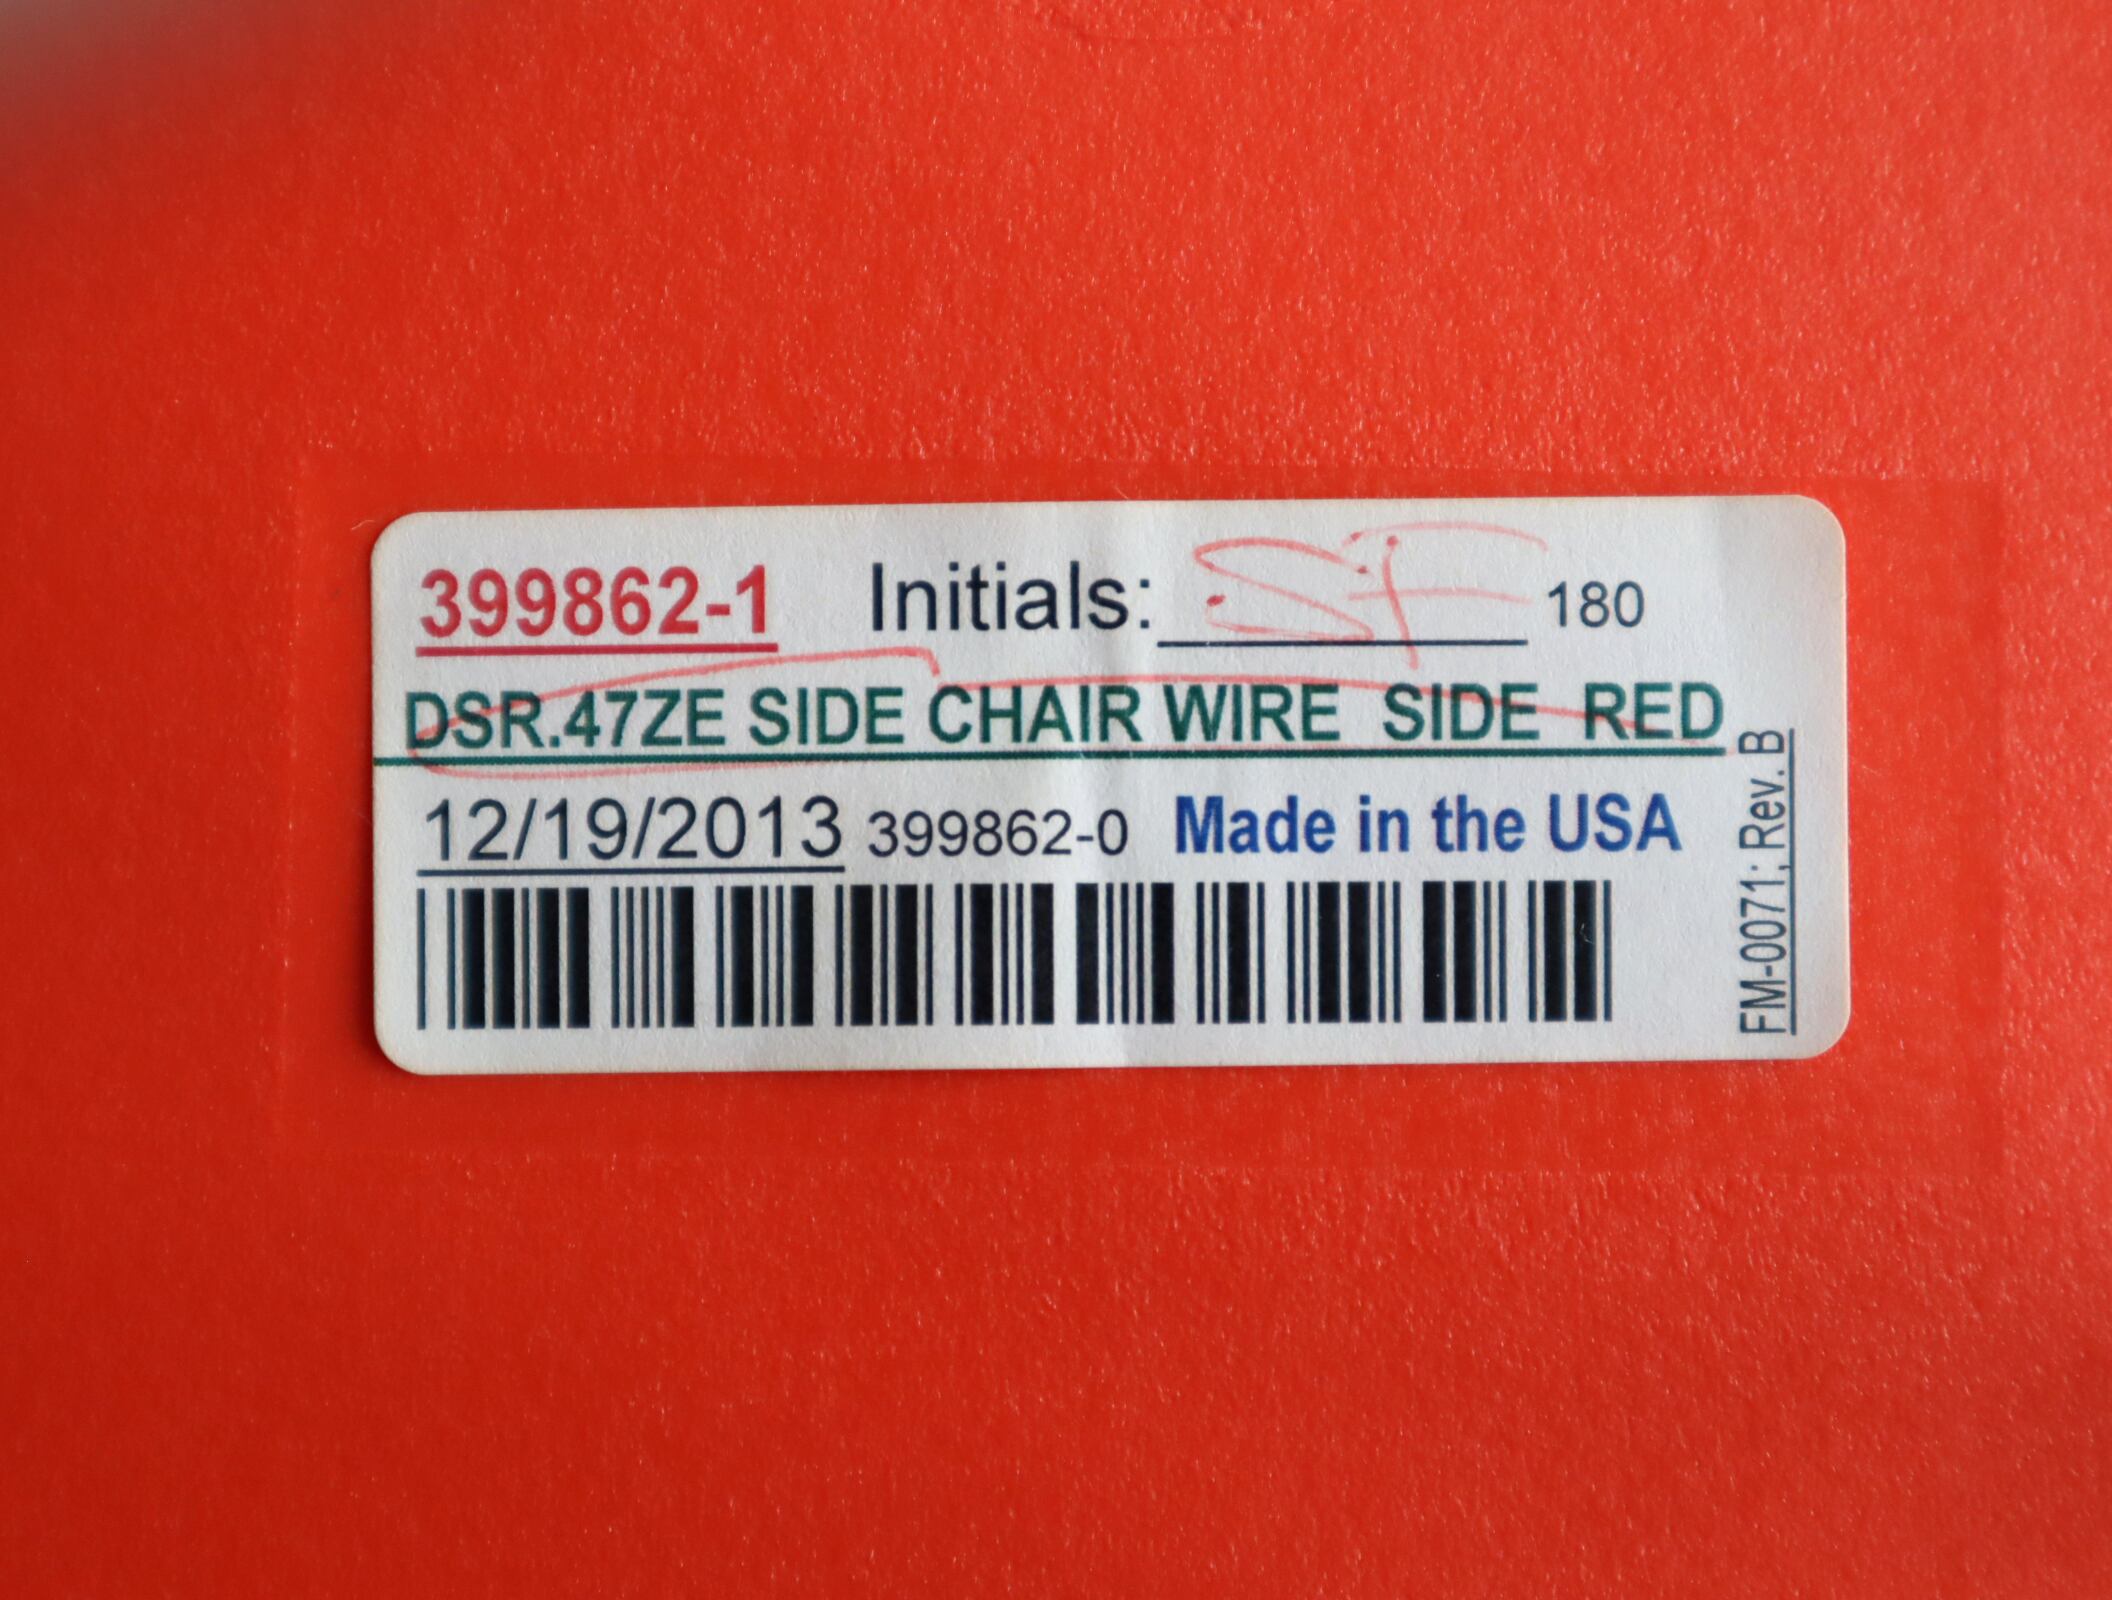 399862-1 Initials: SF 180
DSR.47ZE SIDE CHAIR WIRE SIDE RED
12/19/2013 399862-0 Made in the USA
FM-0071; Rev. B